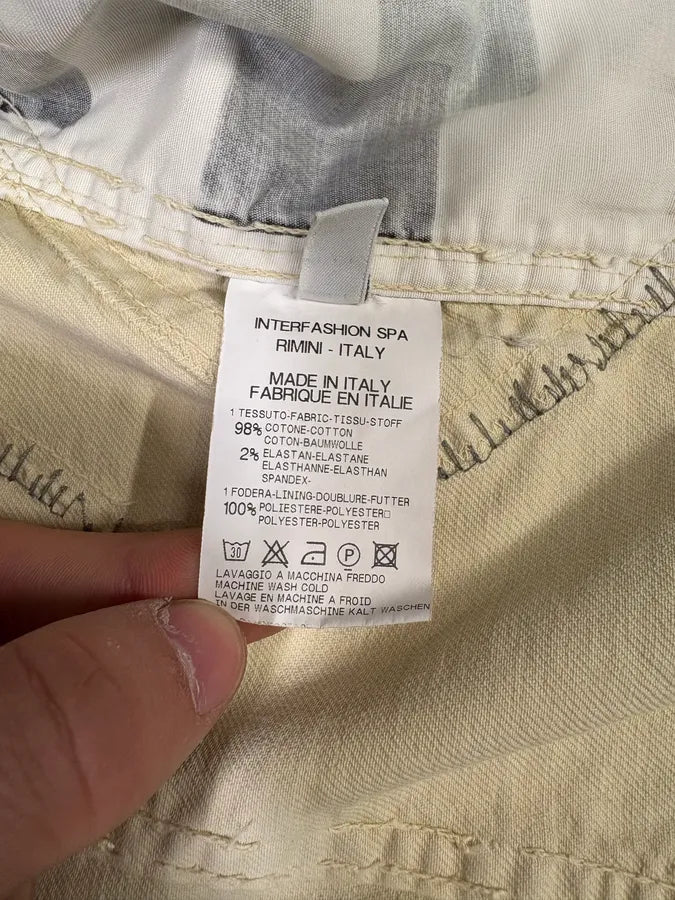 INTERFASHION SPA
RIMINI - ITALY
MADE IN ITALY
FABRIQUE EN ITALIE
1 TESSUTO-FABRIC-TISSU-STOFF
98% COTONE-COTTON
COTON-BAUMWOLLE
2% ELASTAN-ELASTANE
ELASTHANNE-ELASTHAN
SPANDEX-
1 FODERA-LINING-DOUBLURE-FUTTER
100% POLIESTERE-POLYESTER□
POLYESTER-POLYESTER
30 P
LAVAGGIO A MACCHINA FREDDO
MACHINE WASH COLD
LAVAGE EN MACHINE A FROID
IN DER WASCHMASCHINE KALT WASCHEN